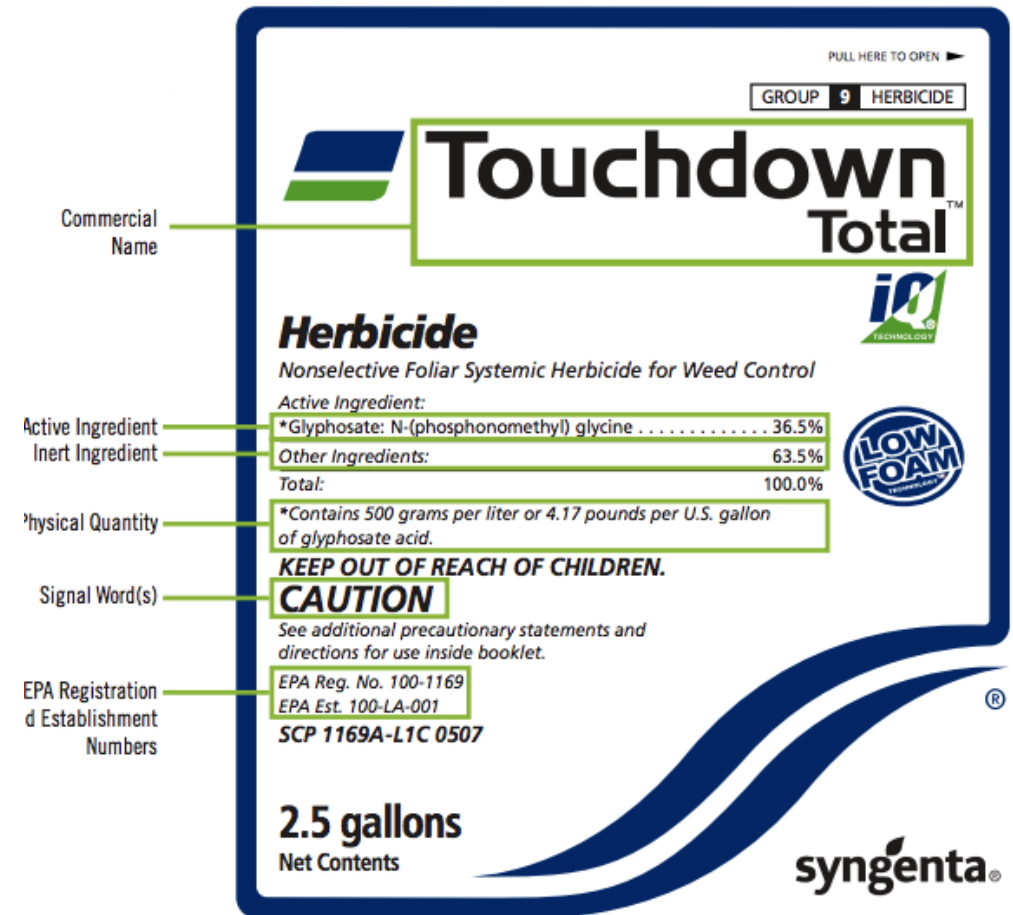 PULL HERE TO OPEN
GROUP 9 HERBICIDE
Touchdown
Total™
Commercial
Name
iQ®
TECHNOLOGY
Herbicide
Nonselective Foliar Systemic Herbicide for Weed Control
Active Ingredient:
Active Ingredient
*Glyphosate: N-(phosphonomethyl) glycine . . . . . . . . . . . . . 36.5%
Inert Ingredient
Other Ingredients: 63.5%
Total: 100.0%
LOW
FOAM
TECHNOLOGY™
Physical Quantity
*Contains 500 grams per liter or 4.17 pounds per U.S. gallon
of glyphosate acid.
KEEP OUT OF REACH OF CHILDREN.
Signal Word(s)
CAUTION
See additional precautionary statements and
directions for use inside booklet.
EPA Registration
d Establishment
Numbers
EPA Reg. No. 100-1169
EPA Est. 100-LA-001
SCP 1169A-L1C 0507
®
2.5 gallons
Net Contents
syngenta®